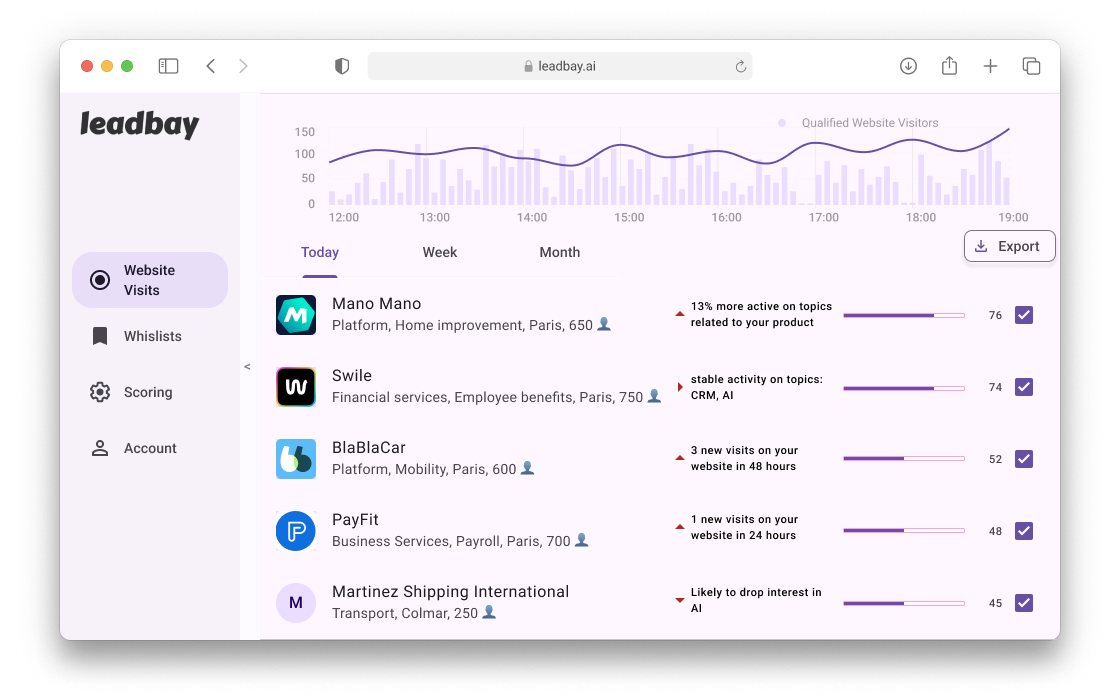 leadbay.ai
leadbay
Qualified Website Visitors
150
100
50
0
12:00 13:00 14:00 15:00 16:00 17:00 18:00 19:00
Today Week Month
Export
Website
Visits
Whislists
Scoring
Account
<
Mano Mano
Platform, Home improvement, Paris, 650
13% more active on topics
related to your product
76
Swile
Financial services, Employee benefits, Paris, 750
stable activity on topics:
CRM, AI
74
BlaBlaCar
Platform, Mobility, Paris, 600
3 new visits on your
website in 48 hours
52
PayFit
Business Services, Payroll, Paris, 700
1 new visits on your
website in 24 hours
48
M
Martinez Shipping International
Transport, Colmar, 250
Likely to drop interest in
AI
45